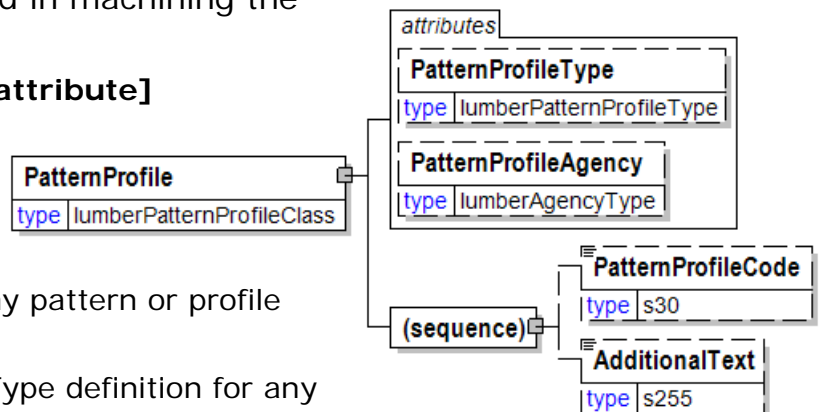 d in machining the
attribute]
y pattern or profile
Type definition for any
attributes
PatternProfileType
type lumberPatternProfileType
PatternProfileAgency
type lumberAgencyType
PatternProfile
type lumberPatternProfileClass
(sequence)
PatternProfileCode
type s30
AdditionalText
type s255